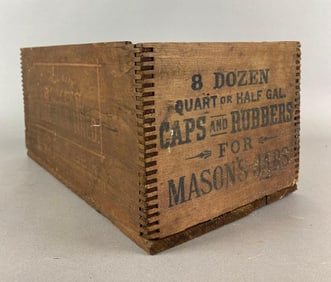 8 DOZEN
QUART OR HALF GAL.
CAPS AND RUBBERS
FOR
MASON'S JARS